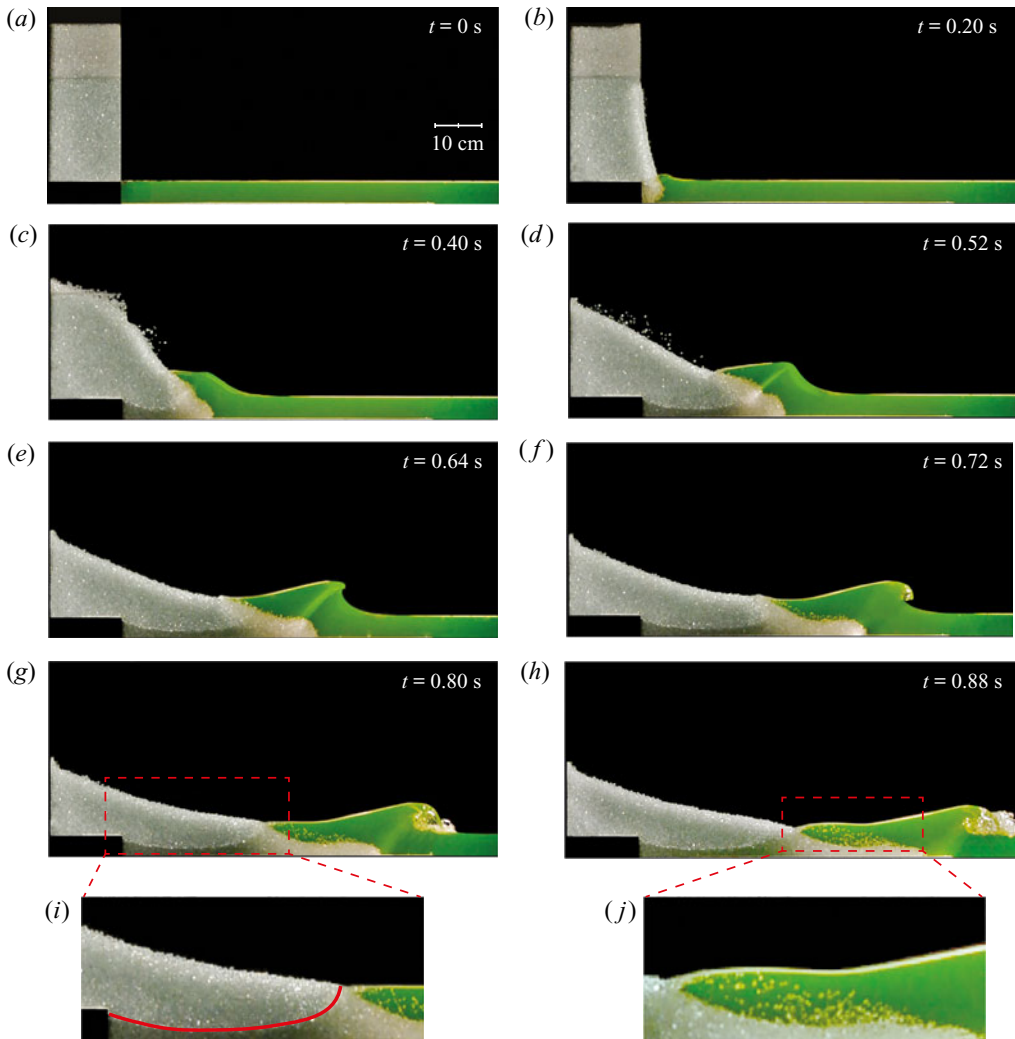 (a)
t = 0 s
10 cm
(b)
t = 0.20 s
(c)
t = 0.40 s
(d)
t = 0.52 s
(e)
t = 0.64 s
(f)
t = 0.72 s
(g)
t = 0.80 s
(h)
t = 0.88 s
(i)
(j)